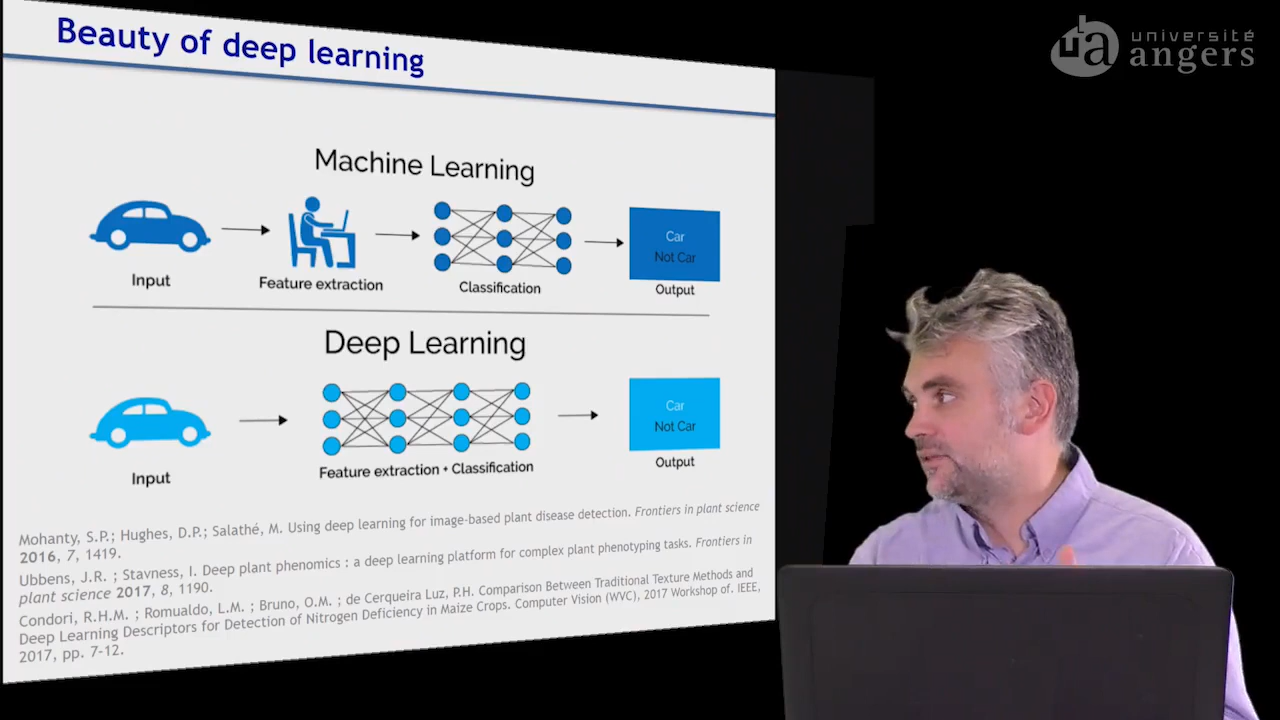 Beauty of deep learning
université
angers
Machine Learning
Input
Feature extraction
Classification
Car
Not Car
Output
Deep Learning
Input
Feature extraction + Classification
Car
Not Car
Output
Mohanty, S.P.; Hughes, D.P.; Salathé, M. Using deep learning for image-based plant disease detection. Frontiers in plant science
2016, 7, 1419.
Ubbens, J.R. ; Stavness, I. Deep plant phenomics : a deep learning platform for complex plant phenotyping tasks. Frontiers in
plant science 2017, 8, 1190.
Condori, R.H.M. ; Romualdo, L.M. ; Bruno, O.M. ; de Cerqueira Luz, P.H. Comparison Between Traditional Texture Methods and
Deep Learning Descriptors for Detection of Nitrogen Deficiency in Maize Crops. Computer Vision (WVC), 2017 Workshop of. IEEE,
2017, pp. 7-12.